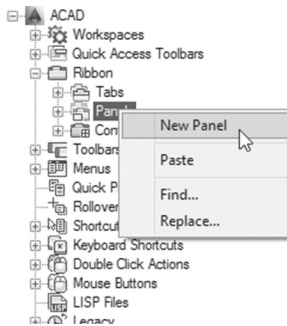 ACAD
Workspaces
Quick Access Toolbars
Ribbon
Tabs
New Panel
Toolbars
Paste
Menus
Quick P
Find...
Rollover
Replace...
Shortcut
Keyboard Shortcuts
Double Click Actions
Mouse Buttons
LISP Files
Legacy